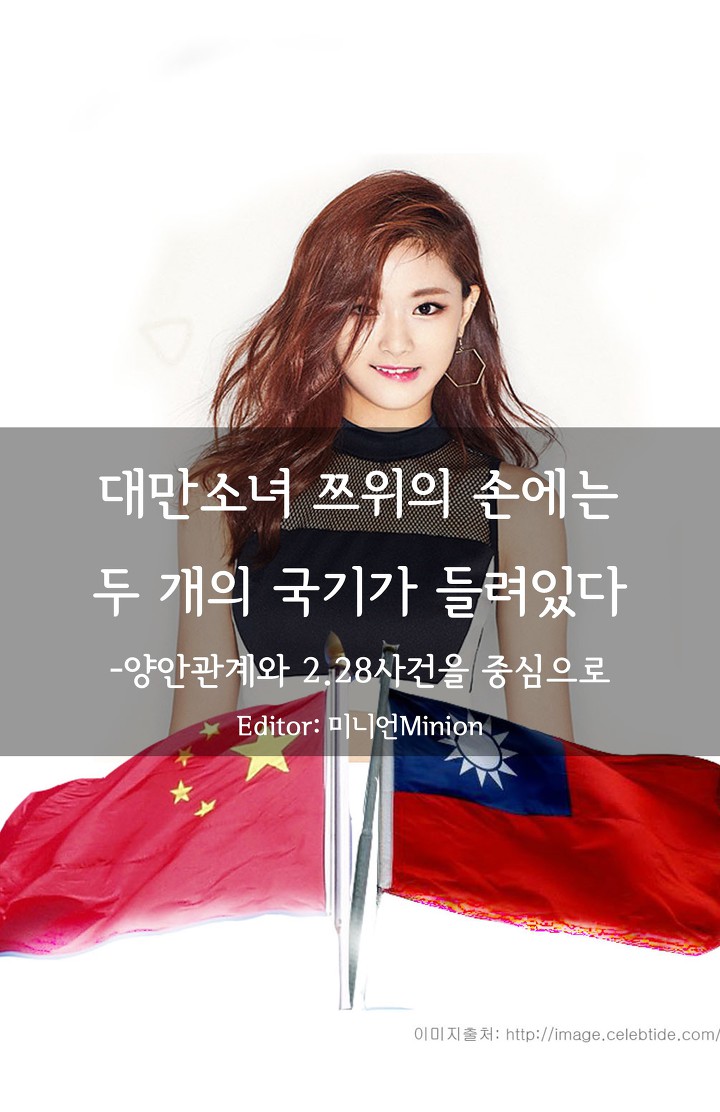 대만소녀 쯔위의 손에는
두 개의 국기가 들려있다
-양안관계와 2.28사건을 중심으로
Editor: 미니언Minion
이미지출처: http://image.celebtide.com/